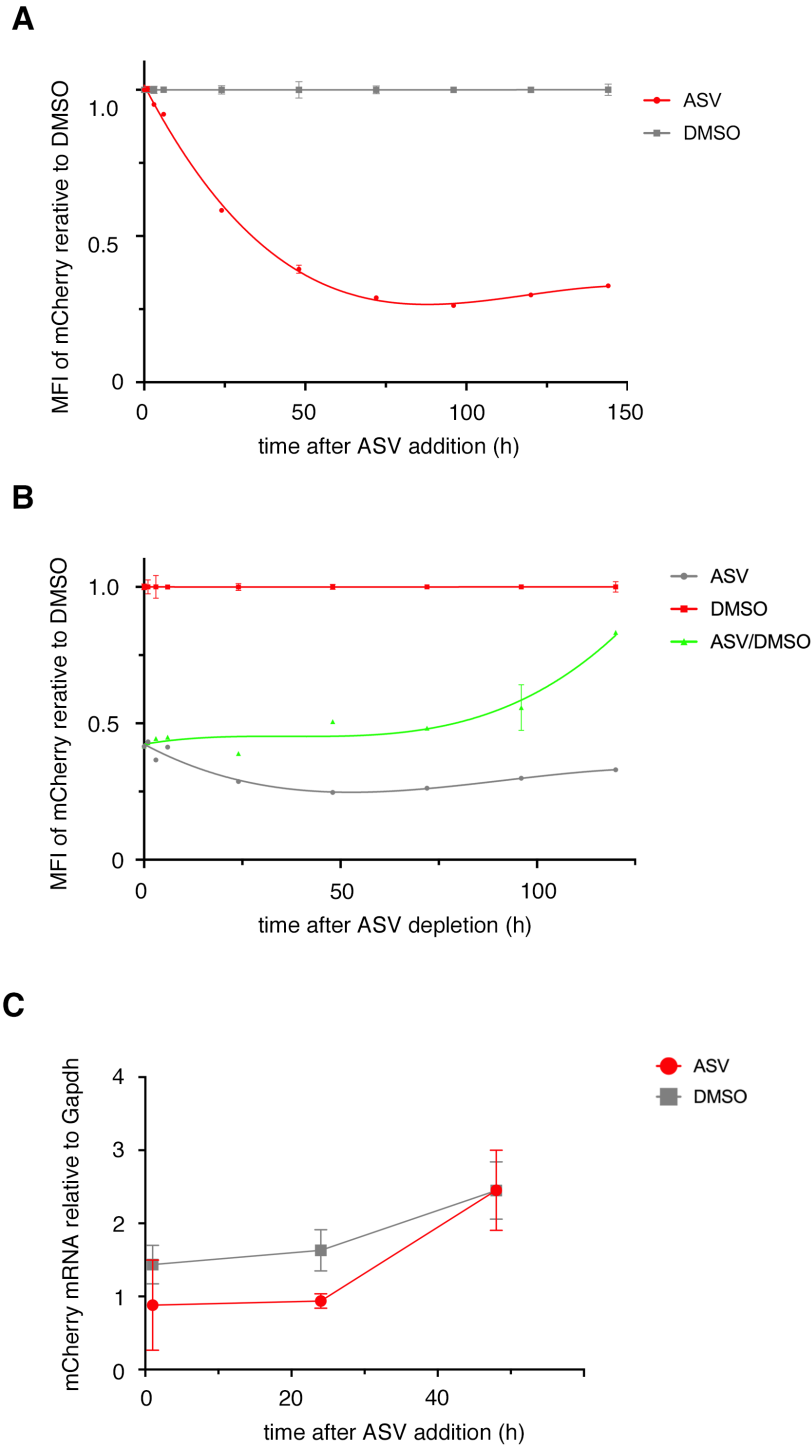 A
MFI of mCherry rerative to DMSO
1.0
0.5
0
0
50
100
150
time after ASV addition (h)
ASV
DMSO
B
MFI of mCherry rerative to DMSO
1.0
0.5
0
0
50
100
time after ASV depletion (h)
ASV
DMSO
ASV/DMSO
C
mCherry mRNA relative to Gapdh
4
3
2
1
0
0
20
40
time after ASV addition (h)
ASV
DMSO